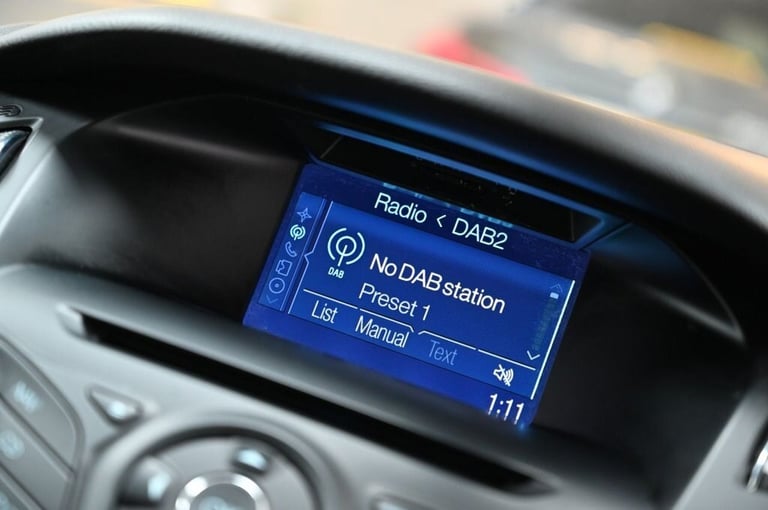 Radio < DAB2
DAB
No DAB station
Preset 1
List Manual Text
1:11